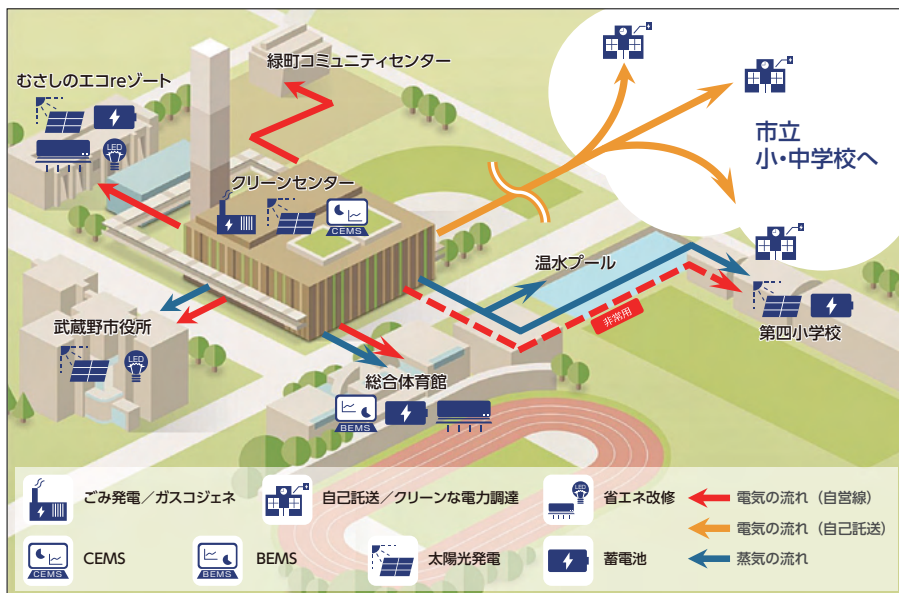 緑町コミュニティセンター
むさしのエコreゾート
LED
クリーンセンター
CEMS
市立
小・中学校へ
温水プール
非常用
第四小学校
武蔵野市役所
LED
総合体育館
BEMS
ごみ発電／ガスコジェネ
自己託送／クリーンな電力調達
LED
省エネ改修
電気の流れ（自営線）
電気の流れ（自己託送）
CEMS
CEMS
BEMS
BEMS
太陽光発電
蓄電池
蒸気の流れ